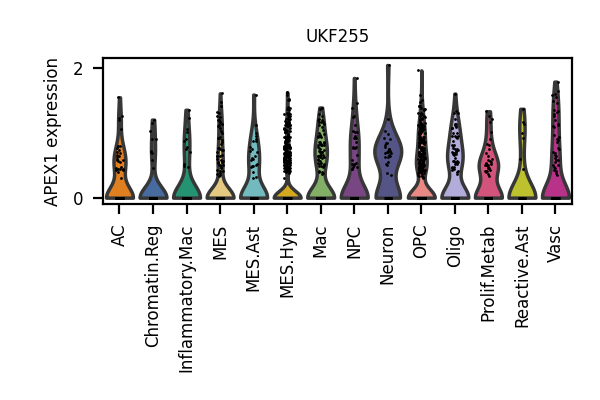 UKF255
APEX1 expression
2
0
AC
Chromatin.Reg
Inflammatory.Mac
MES
MES.Ast
MES.Hyp
Mac
NPC
Neuron
OPC
Oligo
Prolif.Metab
Reactive.Ast
Vasc